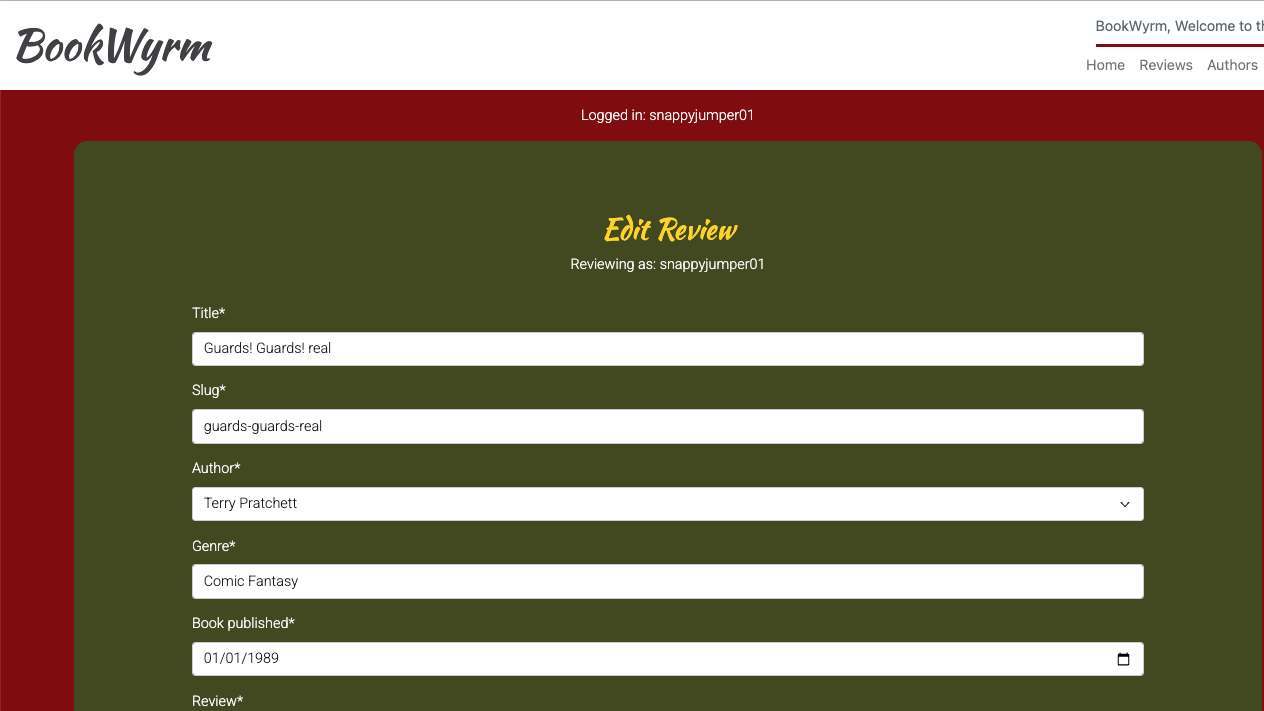 BookWyrm
BookWyrm, Welcome to
Home Reviews Authors
Logged in: snappyjumper01
Edit Review
Reviewing as: snappyjumper01
Title*
Guards! Guards! real
Slug*
guards-guards-real
Author*
Terry Pratchett
Genre*
Comic Fantasy
Book published*
01/01/1989
Review*